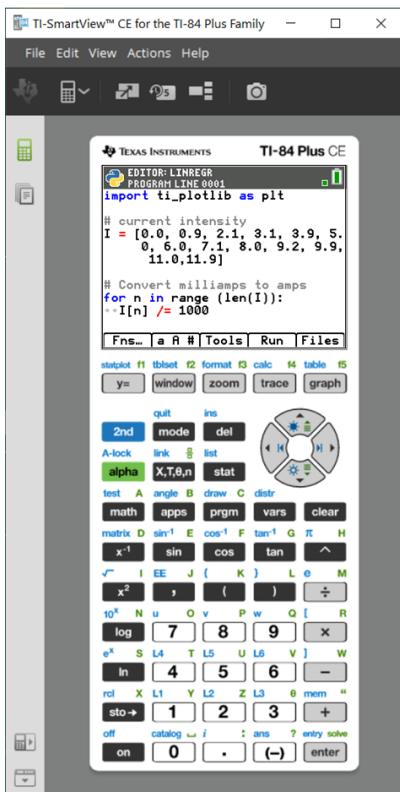 TI-SmartView™ CE for the TI-84 Plus Family
File Edit View Actions Help
TEXAS INSTRUMENTS TI-84 Plus CE
EDITOR: LINREGR
PROGRAM LINE 0001
import ti_plotlib as plt
# current intensity
I = [0.0, 0.9, 2.1, 3.1, 3.9, 5.
0, 6.0, 7.1, 8.0, 9.2, 9.9,
11.0,11.9]
# Convert milliamps to amps
for n in range (len(I)):
··I[n] /= 1000
Fns… a A # Tools Run Files
statplot f1 tblset f2 format f3 calc f4 table f5
y= window zoom trace graph
quit ins
2nd mode del
A-lock link list
alpha X,T,θ,n stat
test A angle B draw C distr
math apps prgm vars clear
matrix D sin⁻¹ E cos⁻¹ F tan⁻¹ G π H
x⁻¹ sin cos tan ^
√ I EE J { K } L e M
x² , ( ) ÷
10ˣ N u O v P w Q [ R
log 7 8 9 ×
eˣ S L4 T L5 U L6 V ] W
ln 4 5 6 −
rcl X L1 Y L2 Z L3 θ mem "
sto→ 1 2 3 +
off catalog i : ans ? entry solve
on 0 . (−) enter